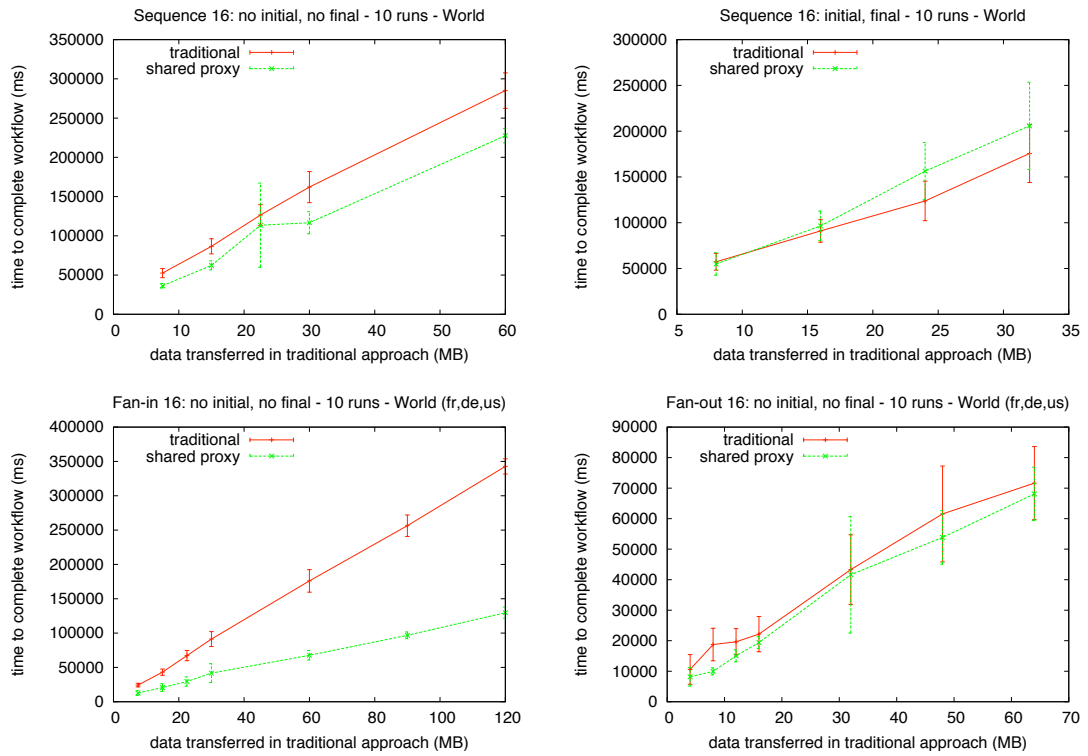 Sequence 16: no initial, no final - 10 runs - World
350000
300000
250000
200000
150000
100000
50000
0
0 10 20 30 40 50 60
time to complete workflow (ms)
data transferred in traditional approach (MB)
traditional
shared proxy
Sequence 16: initial, final - 10 runs - World
300000
250000
200000
150000
100000
50000
0
5 10 15 20 25 30 35
time to complete workflow (ms)
data transferred in traditional approach (MB)
traditional
shared proxy
Fan-in 16: no initial, no final - 10 runs - World (fr,de,us)
400000
350000
300000
250000
200000
150000
100000
50000
0
0 20 40 60 80 100 120
time to complete workflow (ms)
data transferred in traditional approach (MB)
traditional
shared proxy
Fan-out 16: no initial, no final - 10 runs - World (fr,de,us)
90000
80000
70000
60000
50000
40000
30000
20000
10000
0
0 10 20 30 40 50 60 70
time to complete workflow (ms)
data transferred in traditional approach (MB)
traditional
shared proxy